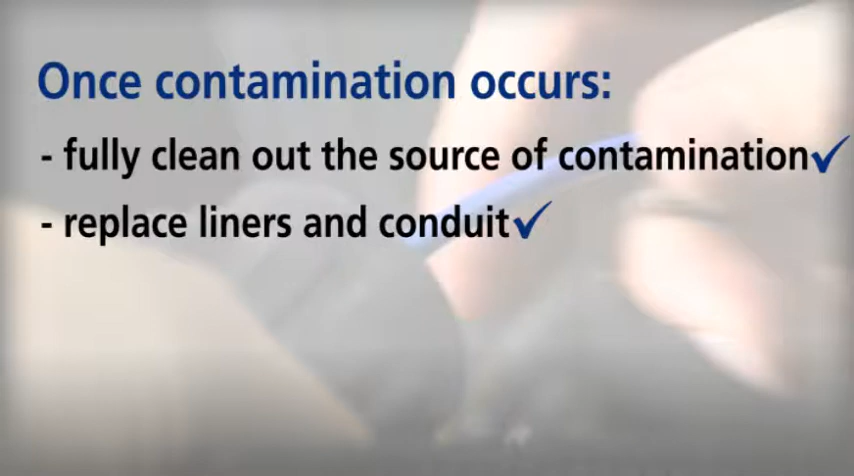 Once contamination occurs:
- fully clean out the source of contamination✓
- replace liners and conduit✓